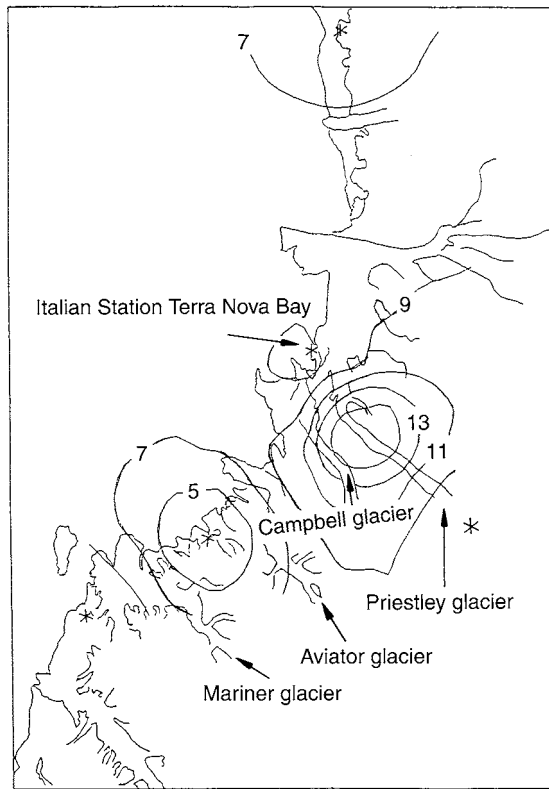 7
Italian Station Terra Nova Bay
9
13
11
7
5
Campbell glacier
Priestley glacier
Aviator glacier
Mariner glacier